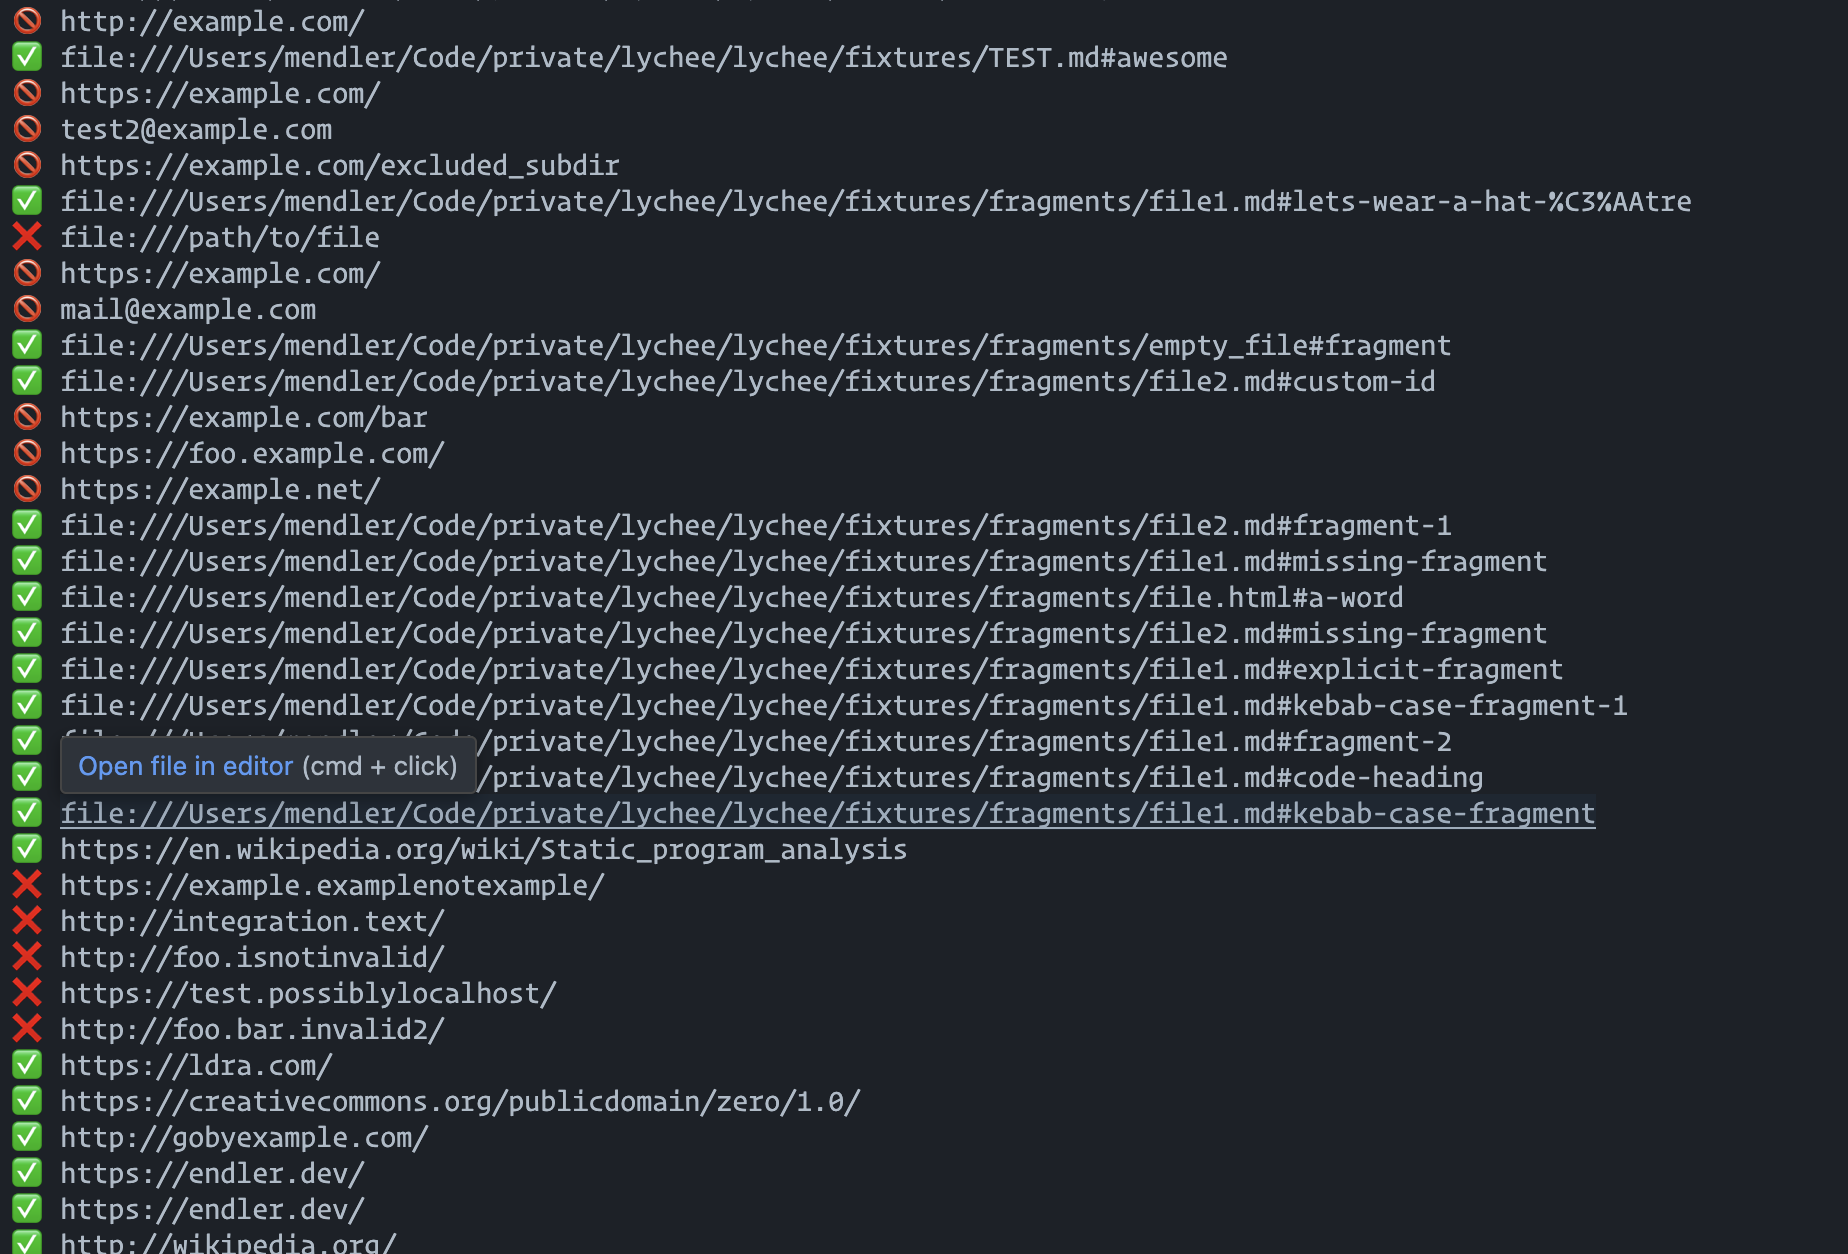 🚫 http://example.com/
✅ file:///Users/mendler/Code/private/lychee/lychee/fixtures/TEST.md#awesome
🚫 https://example.com/
🚫 test2@example.com
🚫 https://example.com/excluded_subdir
✅ file:///Users/mendler/Code/private/lychee/lychee/fixtures/fragments/file1.md#lets-wear-a-hat-%C3%AAtre
❌ file:///path/to/file
🚫 https://example.com/
🚫 mail@example.com
✅ file:///Users/mendler/Code/private/lychee/lychee/fixtures/fragments/empty_file#fragment
✅ file:///Users/mendler/Code/private/lychee/lychee/fixtures/fragments/file2.md#custom-id
🚫 https://example.com/bar
🚫 https://foo.example.com/
🚫 https://example.net/
✅ file:///Users/mendler/Code/private/lychee/lychee/fixtures/fragments/file2.md#fragment-1
✅ file:///Users/mendler/Code/private/lychee/lychee/fixtures/fragments/file1.md#missing-fragment
✅ file:///Users/mendler/Code/private/lychee/lychee/fixtures/fragments/file.html#a-word
✅ file:///Users/mendler/Code/private/lychee/lychee/fixtures/fragments/file2.md#missing-fragment
✅ file:///Users/mendler/Code/private/lychee/lychee/fixtures/fragments/file1.md#explicit-fragment
✅ file:///Users/mendler/Code/private/lychee/lychee/fixtures/fragments/file1.md#kebab-case-fragment-1
✅ file:///Users/mendler/Code/private/lychee/lychee/fixtures/fragments/file1.md#fragment-2
Open file in editor (cmd + click)
✅ /private/lychee/lychee/fixtures/fragments/file1.md#code-heading
✅ file:///Users/mendler/Code/private/lychee/lychee/fixtures/fragments/file1.md#kebab-case-fragment
✅ https://en.wikipedia.org/wiki/Static_program_analysis
❌ https://example.examplenotexample/
❌ http://integration.text/
❌ http://foo.isnotinvalid/
❌ https://test.possiblylocalhost/
❌ http://foo.bar.invalid2/
✅ https://ldra.com/
✅ https://creativecommons.org/publicdomain/zero/1.0/
✅ http://gobyexample.com/
✅ https://endler.dev/
✅ https://endler.dev/
✅ http://wikipedia.org/